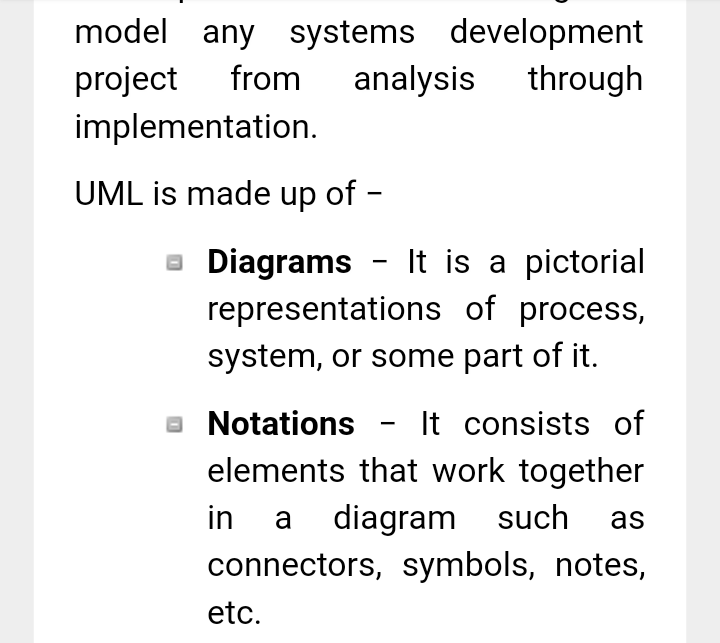 model any systems development
project from analysis through
implementation.
UML is made up of −
Diagrams − It is a pictorial
representations of process,
system, or some part of it.
Notations − It consists of
elements that work together
in a diagram such as
connectors, symbols, notes,
etc.